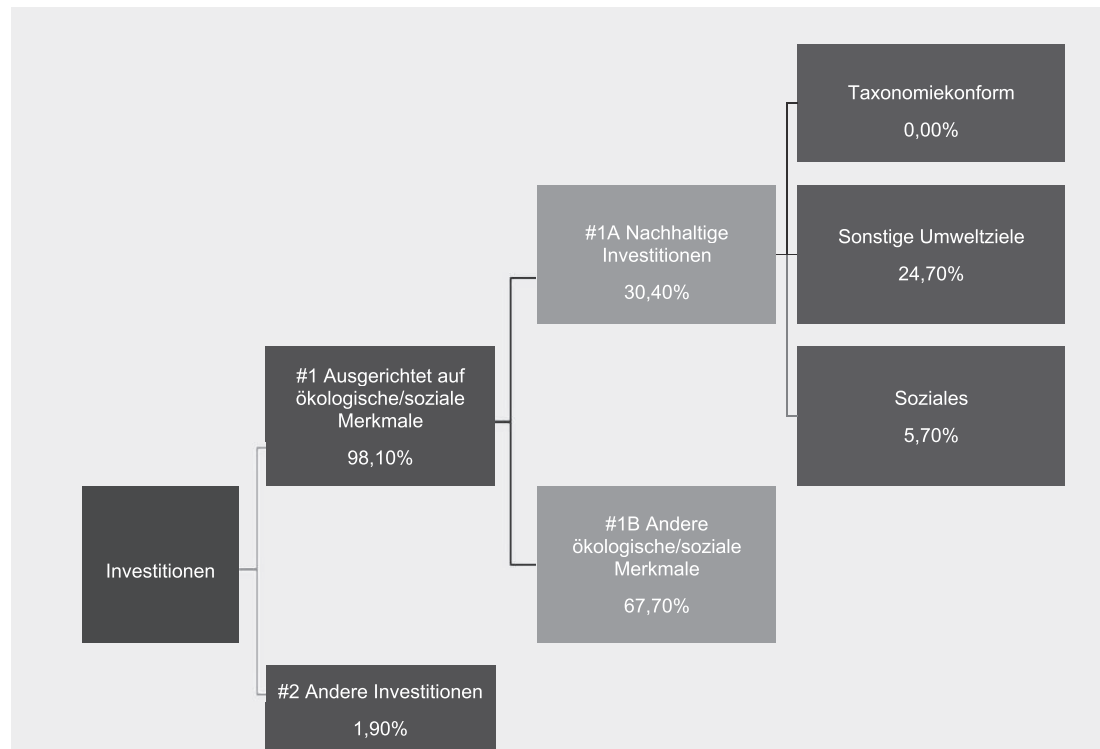 Taxonomiekonform
0,00%
#1A Nachhaltige
Investitionen
30,40%
Sonstige Umweltziele
24,70%
#1 Ausgerichtet auf
ökologische/soziale
Merkmale
98,10%
Soziales
5,70%
Investitionen
#1B Andere
ökologische/soziale
Merkmale
67,70%
#2 Andere Investitionen
1,90%